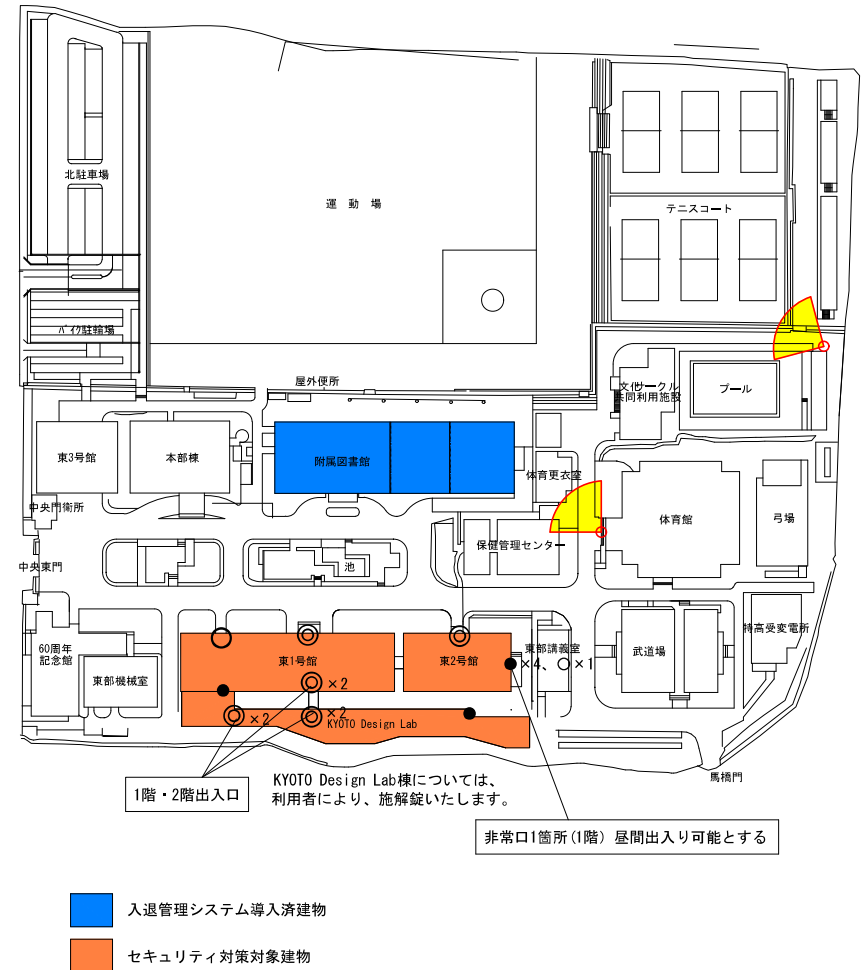 北駐車場
運 動 場
テニスコート
バイク駐輪場
屋外便所
文化サークル
共同利用施設
プール
東3号館
本部棟
附属図書館
体育更衣室
体育館
弓場
中央門衛所
保健管理センター
中央東門
池
60周年
記念館
東部機械室
東1号館
東2号館
東部講義室
×4、○×1
武道場
特高受変電所
×2
×2
×2
KYOTO Design Lab
馬橋門
1階・2階出入口
KYOTO Design Lab棟については、
利用者により、施解錠いたします。
非常口1箇所(1階) 昼間出入り可能とする
入退管理システム導入済建物
セキュリティ対策対象建物